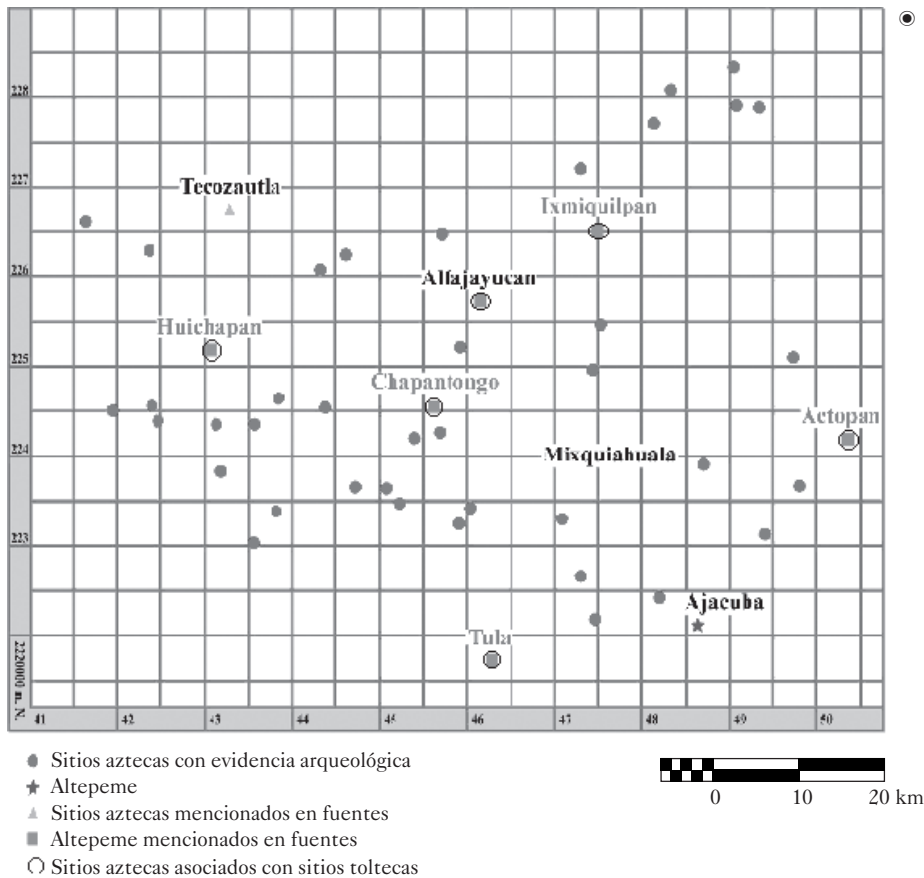 228
227
Tecozautla
Ixmiquilpan
226
Alfajayucan
Huichapan
225
Chapantongo
Actopan
224
Mixquiahuala
223
Ajacuba
Tula
2220000 m. N.
41 42 43 44 45 46 47 48 49 50
Sitios aztecas con evidencia arqueológica
Altepeme
Sitios aztecas mencionados en fuentes
Altepeme mencionados en fuentes
Sitios aztecas asociados con sitios toltecas
0 10 20 km